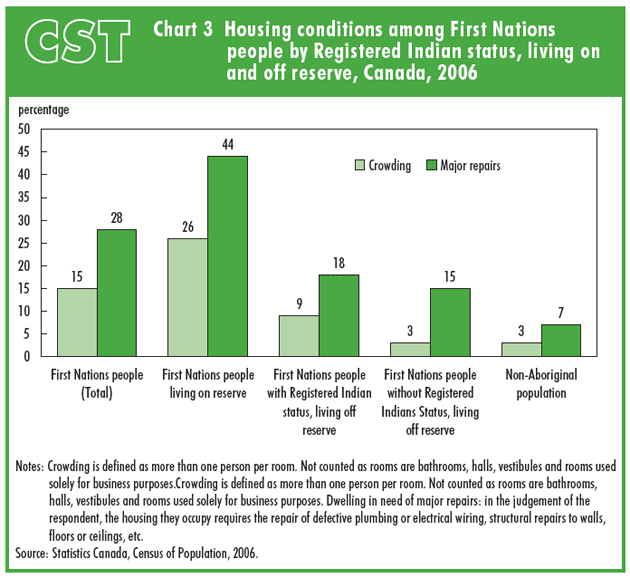 CST
Chart 3 Housing conditions among First Nations
people by Registered Indian status, living on
and off reserve, Canada, 2006
percentage
50
45
40
35
30
25
20
15
10
5
0
Crowding
Major repairs
15
28
26
44
9
18
3
15
3
7
First Nations people
(Total)
First Nations people
living on reserve
First Nations people
with Registered Indian
status, living off
reserve
First Nations people
without Registered
Indians Status, living
off reserve
Non-Aboriginal
population
Notes: Crowding is defined as more than one person per room. Not counted as rooms are bathrooms, halls, vestibules and rooms used
solely for business purposes.Crowding is defined as more than one person per room. Not counted as rooms are bathrooms,
halls, vestibules and rooms used solely for business purposes. Dwelling in need of major repairs: in the judgement of the
respondent, the housing they occupy requires the repair of defective plumbing or electrical wiring, structural repairs to walls,
floors or ceilings, etc.
Source: Statistics Canada, Census of Population, 2006.